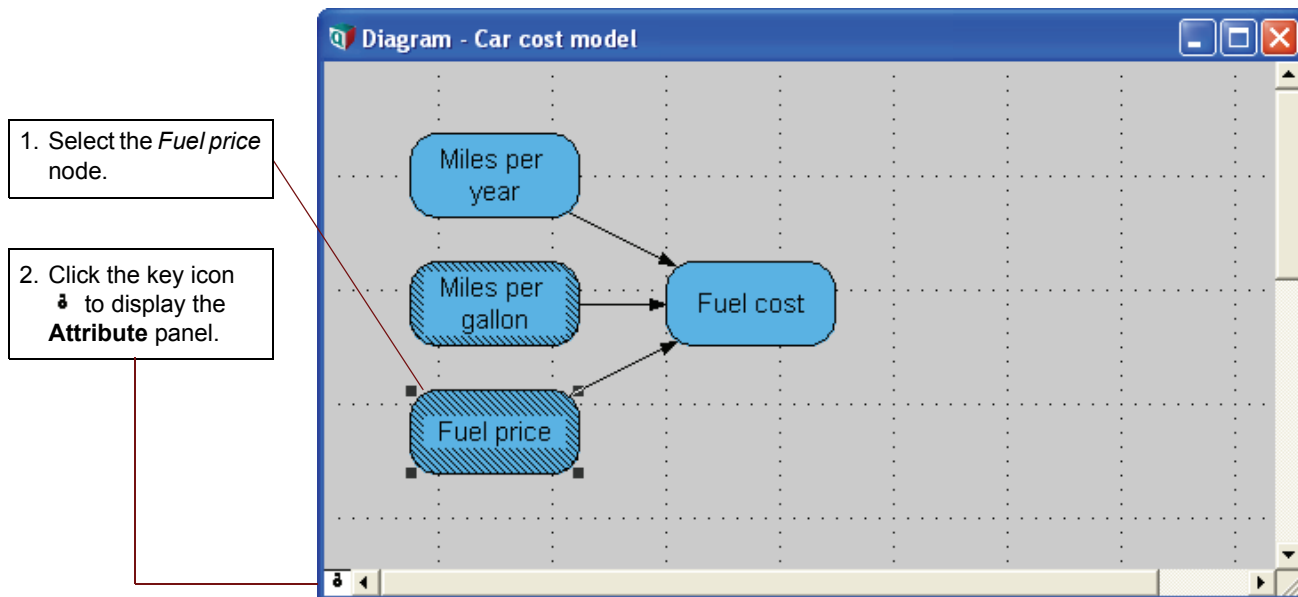 Diagram - Car cost model
1. Select the Fuel price
node.
2. Click the key icon
to display the
Attribute panel.
Miles per
year
Miles per
gallon
Fuel price
Fuel cost